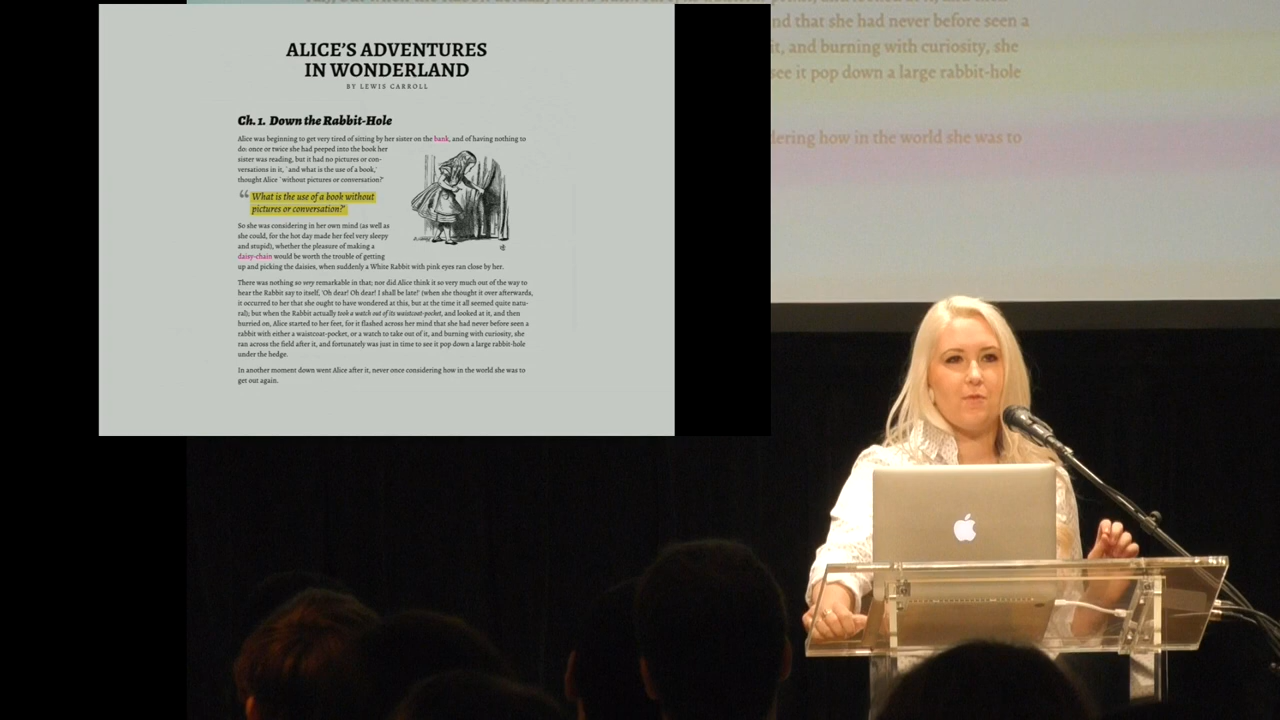 ALICE'S ADVENTURES
IN WONDERLAND
BY LEWIS CARROLL
Ch. 1. Down the Rabbit-Hole
Alice was beginning to get very tired of sitting by her sister on the bank, and of having nothing to
do: once or twice she had peeped into the book her
sister was reading, but it had no pictures or con-
versations in it, `and what is the use of a book,'
thought Alice `without pictures or conversation?'
“ What is the use of a book without
pictures or conversation?'
So she was considering in her own mind (as well as
she could, for the hot day made her feel very sleepy
and stupid), whether the pleasure of making a
daisy-chain would be worth the trouble of getting
up and picking the daisies, when suddenly a White Rabbit with pink eyes ran close by her.
There was nothing so very remarkable in that; nor did Alice think it so very much out of the way to
hear the Rabbit say to itself, 'Oh dear! Oh dear! I shall be late!' (when she thought it over afterwards,
it occurred to her that she ought to have wondered at this, but at the time it all seemed quite natu-
ral); but when the Rabbit actually took a watch out of its waistcoat-pocket, and looked at it, and then
hurried on, Alice started to her feet, for it flashed across her mind that she had never before seen a
rabbit with either a waistcoat-pocket, or a watch to take out of it, and burning with curiosity, she
ran across the field after it, and fortunately was just in time to see it pop down a large rabbit-hole
under the hedge.
In another moment down went Alice after it, never once considering how in the world she was to
get out again.
nd that she had never before seen a
it, and burning with curiosity, she
see it pop down a large rabbit-hole
dering how in the world she was to